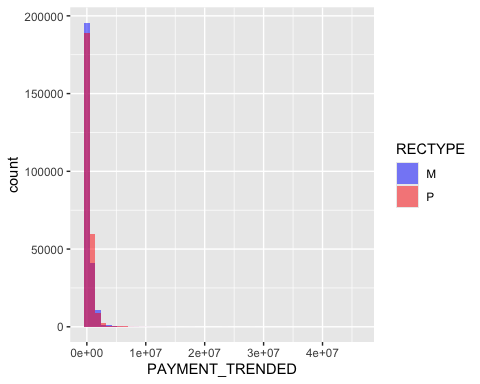 200000
150000
100000
50000
0
count
0e+00 1e+07 2e+07 3e+07 4e+07
PAYMENT_TRENDED
RECTYPE
M
P